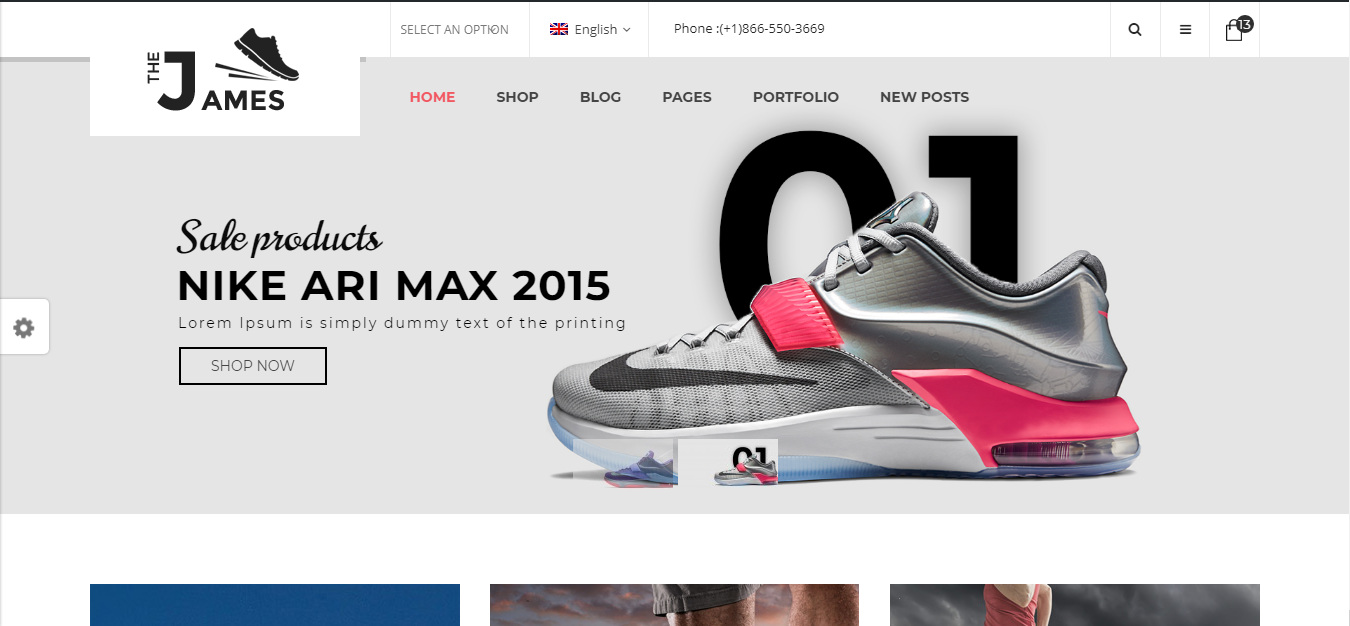 SELECT AN OPTION
English
Phone :(+1)866-550-3669
13
THE
JAMES
HOME
SHOP
BLOG
PAGES
PORTFOLIO
NEW POSTS
01
Sale products
NIKE ARI MAX 2015
Lorem Ipsum is simply dummy text of the printing
SHOP NOW
01